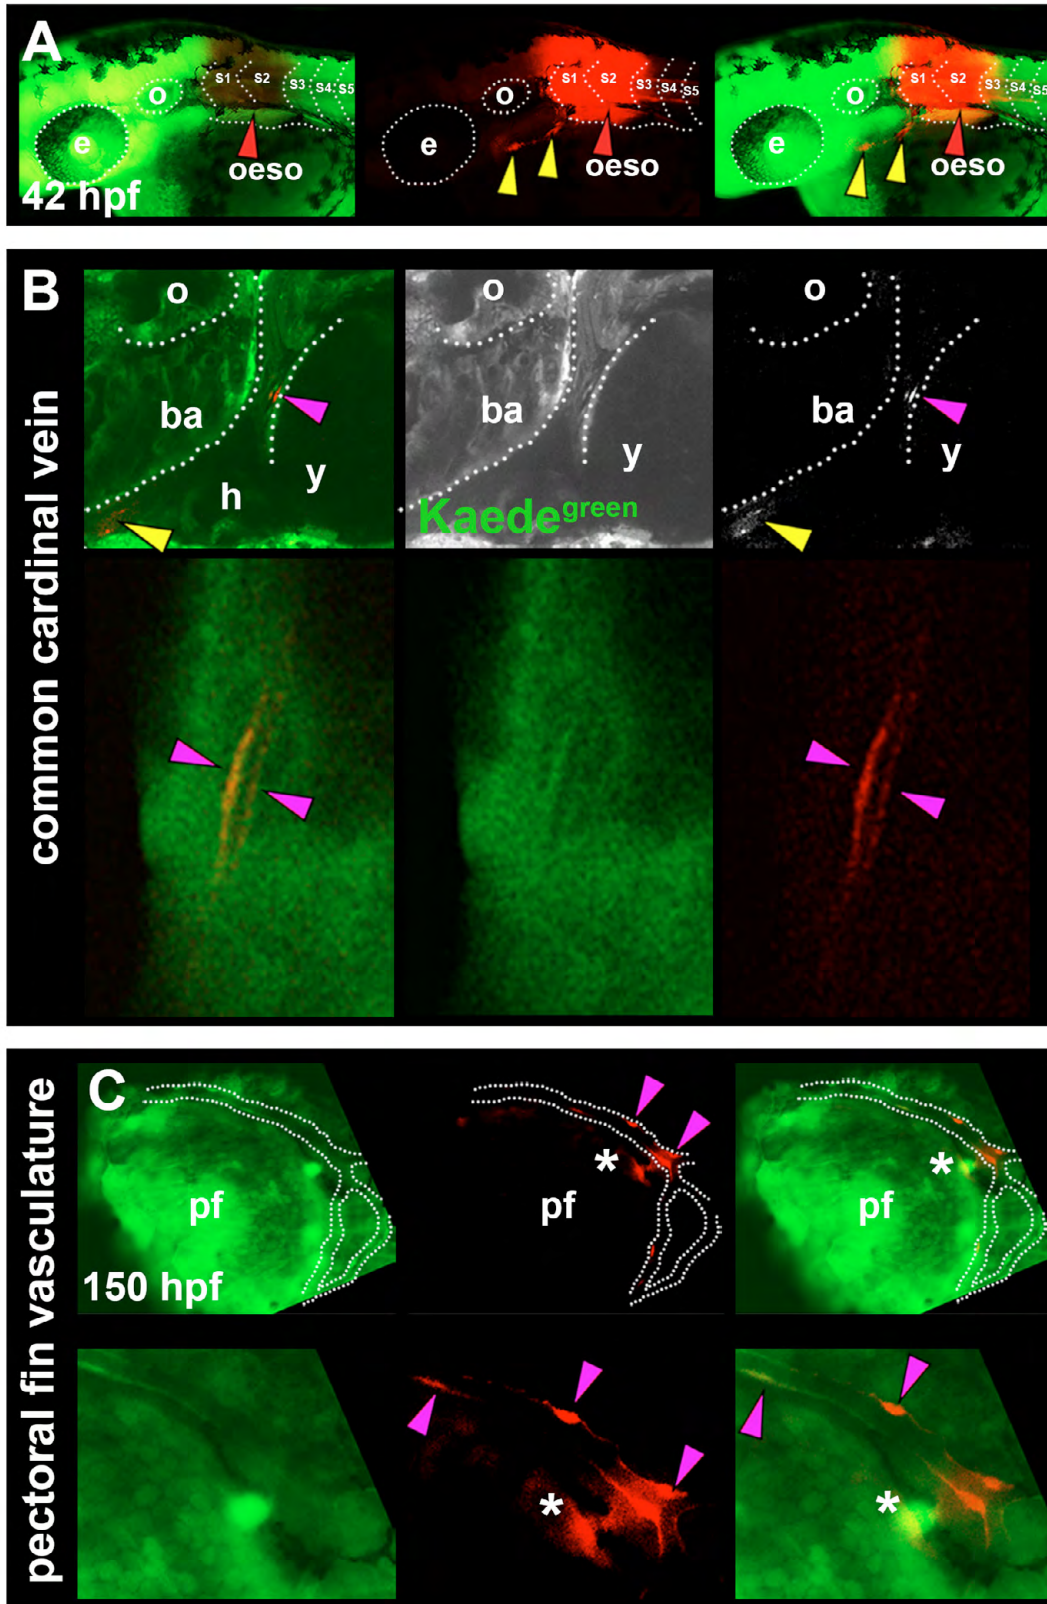 A
e
o
S1
S2
S3
S4
S5
oeso
42 hpf
e
o
S1
S2
S3
S4
S5
oeso
e
o
S1
S2
S3
S4
S5
oeso
B
common cardinal vein
o
ba
y
h
o
ba
y
Kaedegreen
o
ba
y
C
pectoral fin vasculature
pf
150 hpf
*
pf
*
pf
*
*